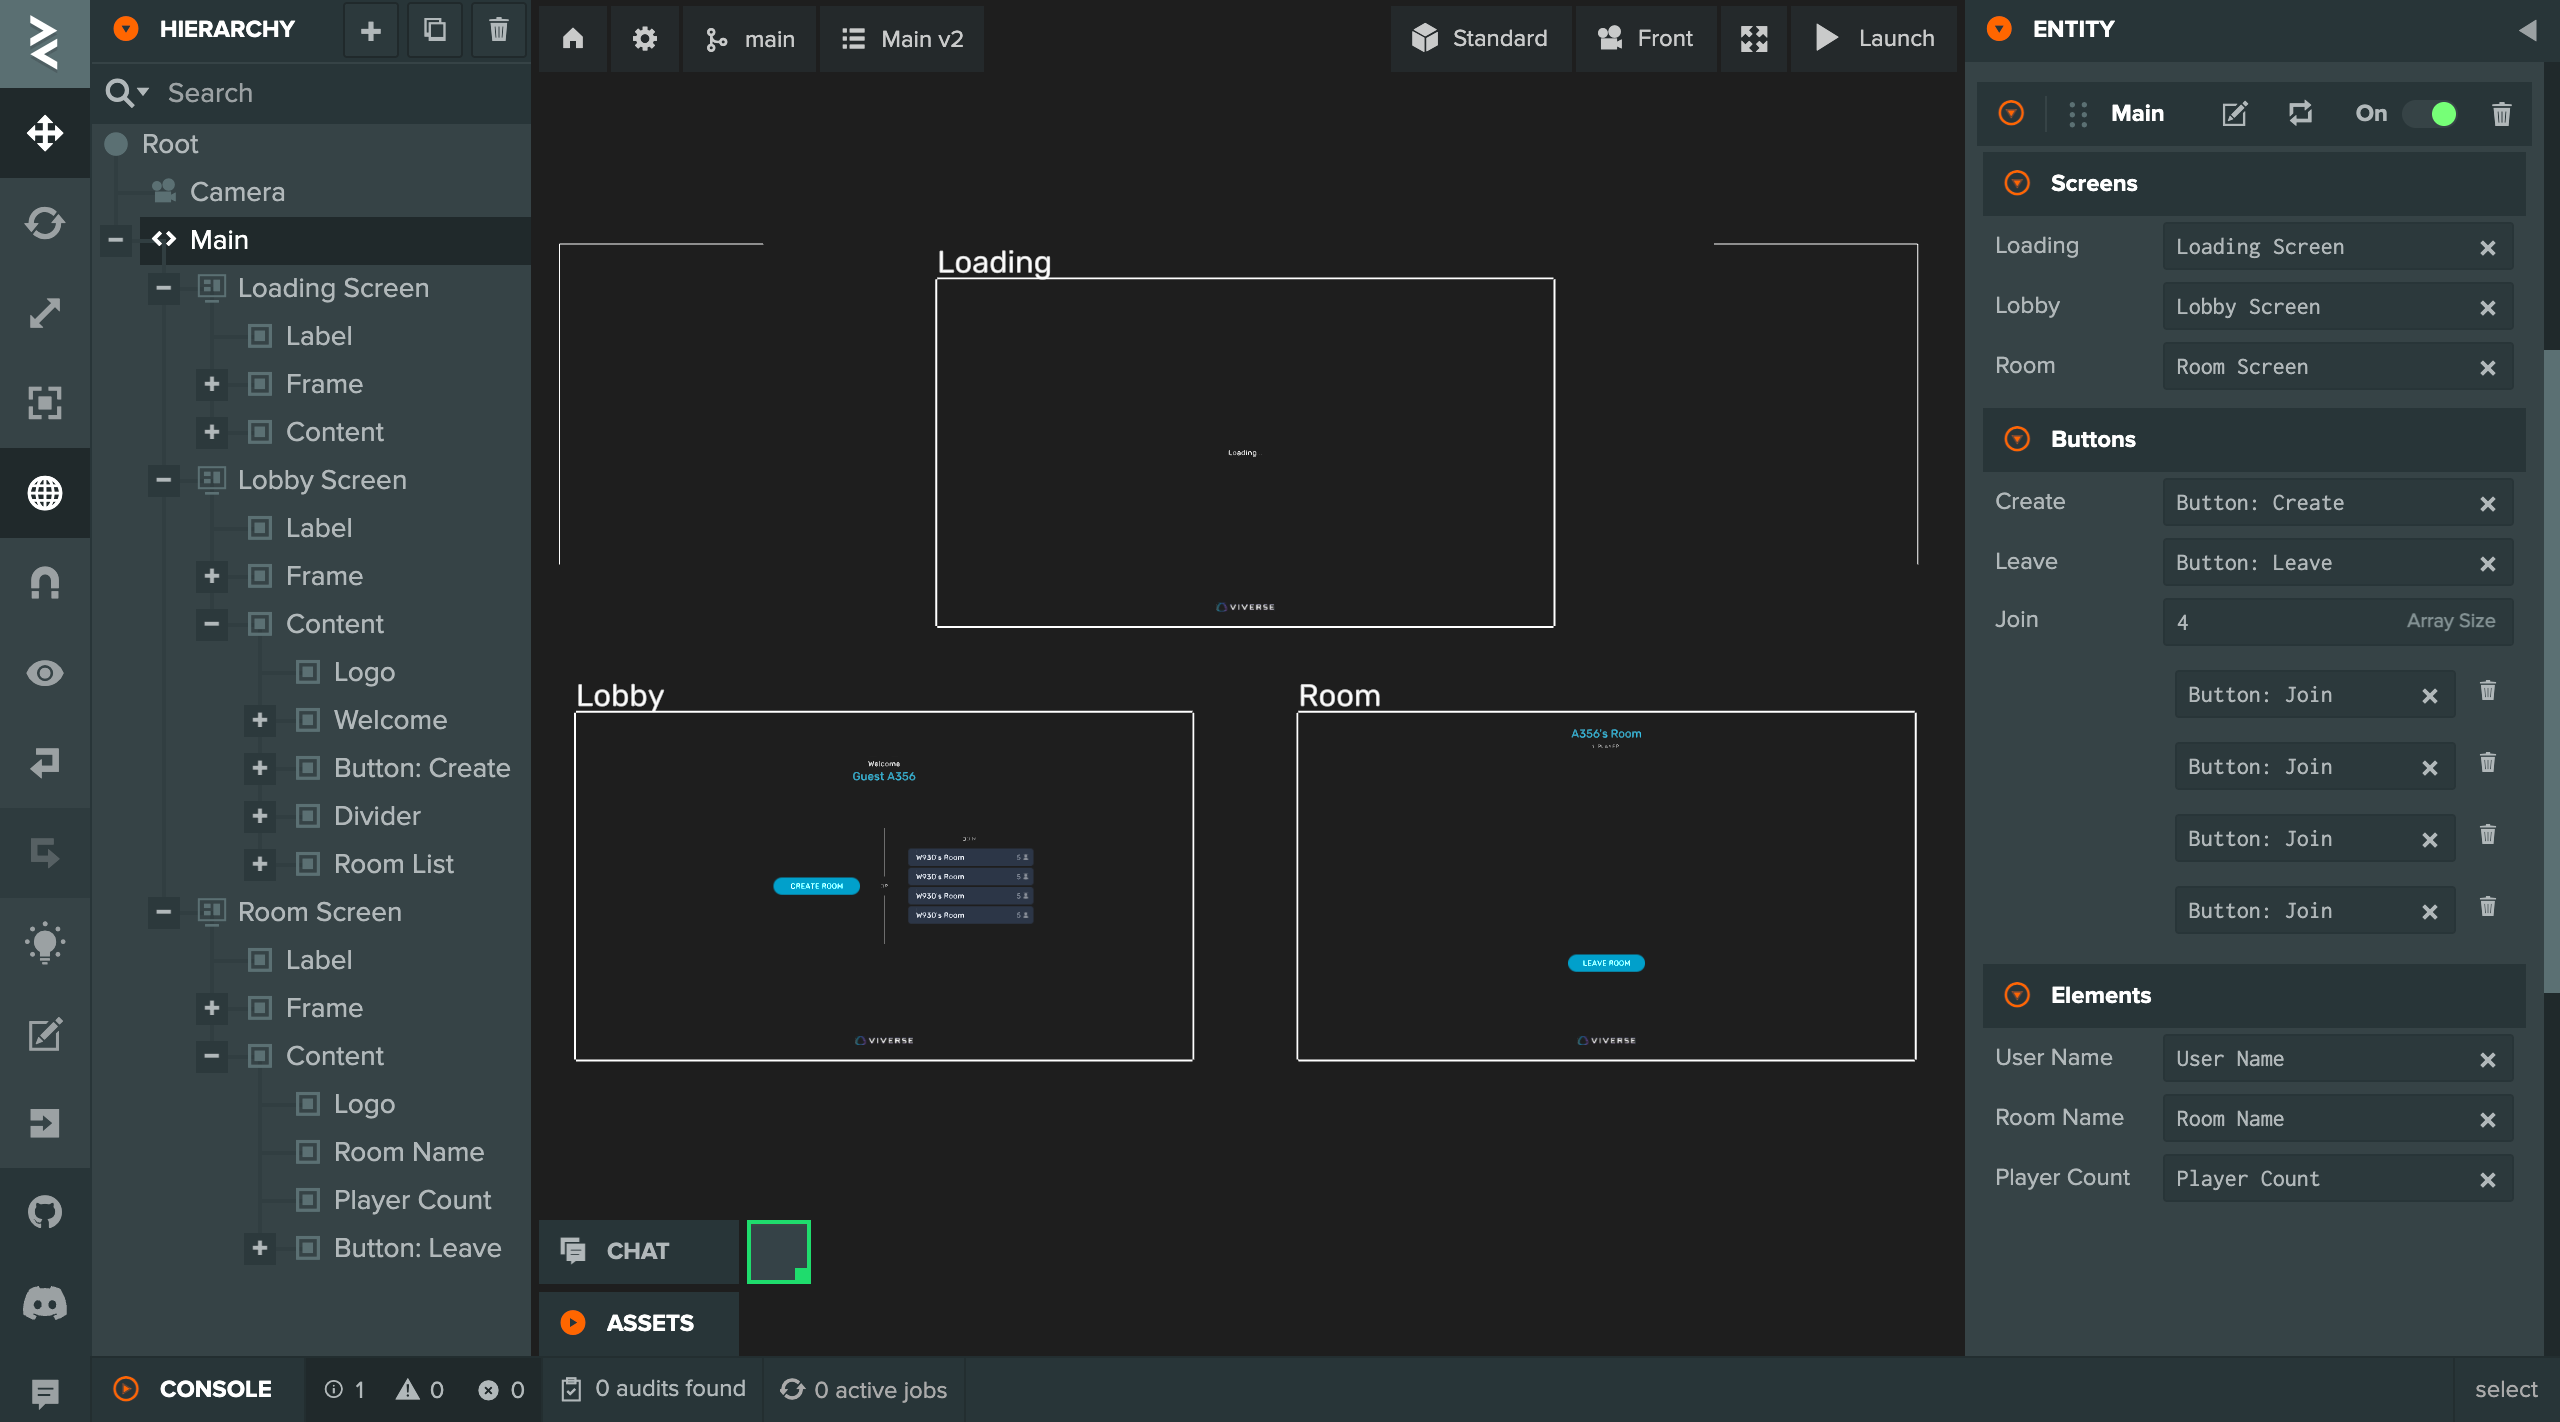 HIERARCHY
Search
Root
Camera
Main
Loading Screen
Label
Frame
Content
Lobby Screen
Label
Frame
Content
Logo
Welcome
Button: Create
Divider
Room List
Room Screen
Label
Frame
Content
Logo
Room Name
Player Count
Button: Leave
main
Main v2
Standard
Front
Launch
Loading
Loading
VIVERSE
Lobby
Welcome
Guest A356
CREATE ROOM
W930's Room 5
W930's Room 5
W930's Room 5
W930's Room 5
VIVERSE
Room
A356's Room
1 PLAYER
LEAVE ROOM
VIVERSE
CHAT
ASSETS
ENTITY
Main On
Screens
Loading Loading Screen
Lobby Lobby Screen
Room Room Screen
Buttons
Create Button: Create
Leave Button: Leave
Join 4 Array Size
Button: Join
Button: Join
Button: Join
Button: Join
Elements
User Name User Name
Room Name Room Name
Player Count Player Count
CONSOLE 1 0 0 0 audits found 0 active jobs select